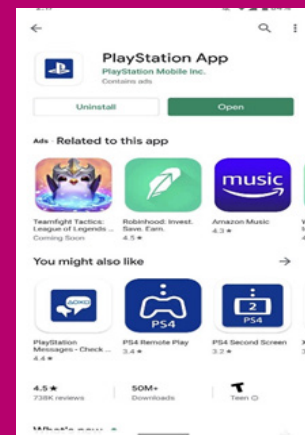 PlayStation App
PlayStation Mobile Inc.
Contains ads
Uninstall
Open
Ads · Related to this app
music
Teamfight Tactics: League of Legends ...
Coming Soon
Robinhood: Invest. Save. Earn.
4.5 ★
Amazon Music
4.3 ★
You might also like
PS4
2
PS4
PlayStation Messages - Check ...
4.4 ★
PS4 Remote Play
3.4 ★
PS4 Second Screen
3.2 ★
4.5 ★
738K reviews
50M+
Downloads
T
Teen